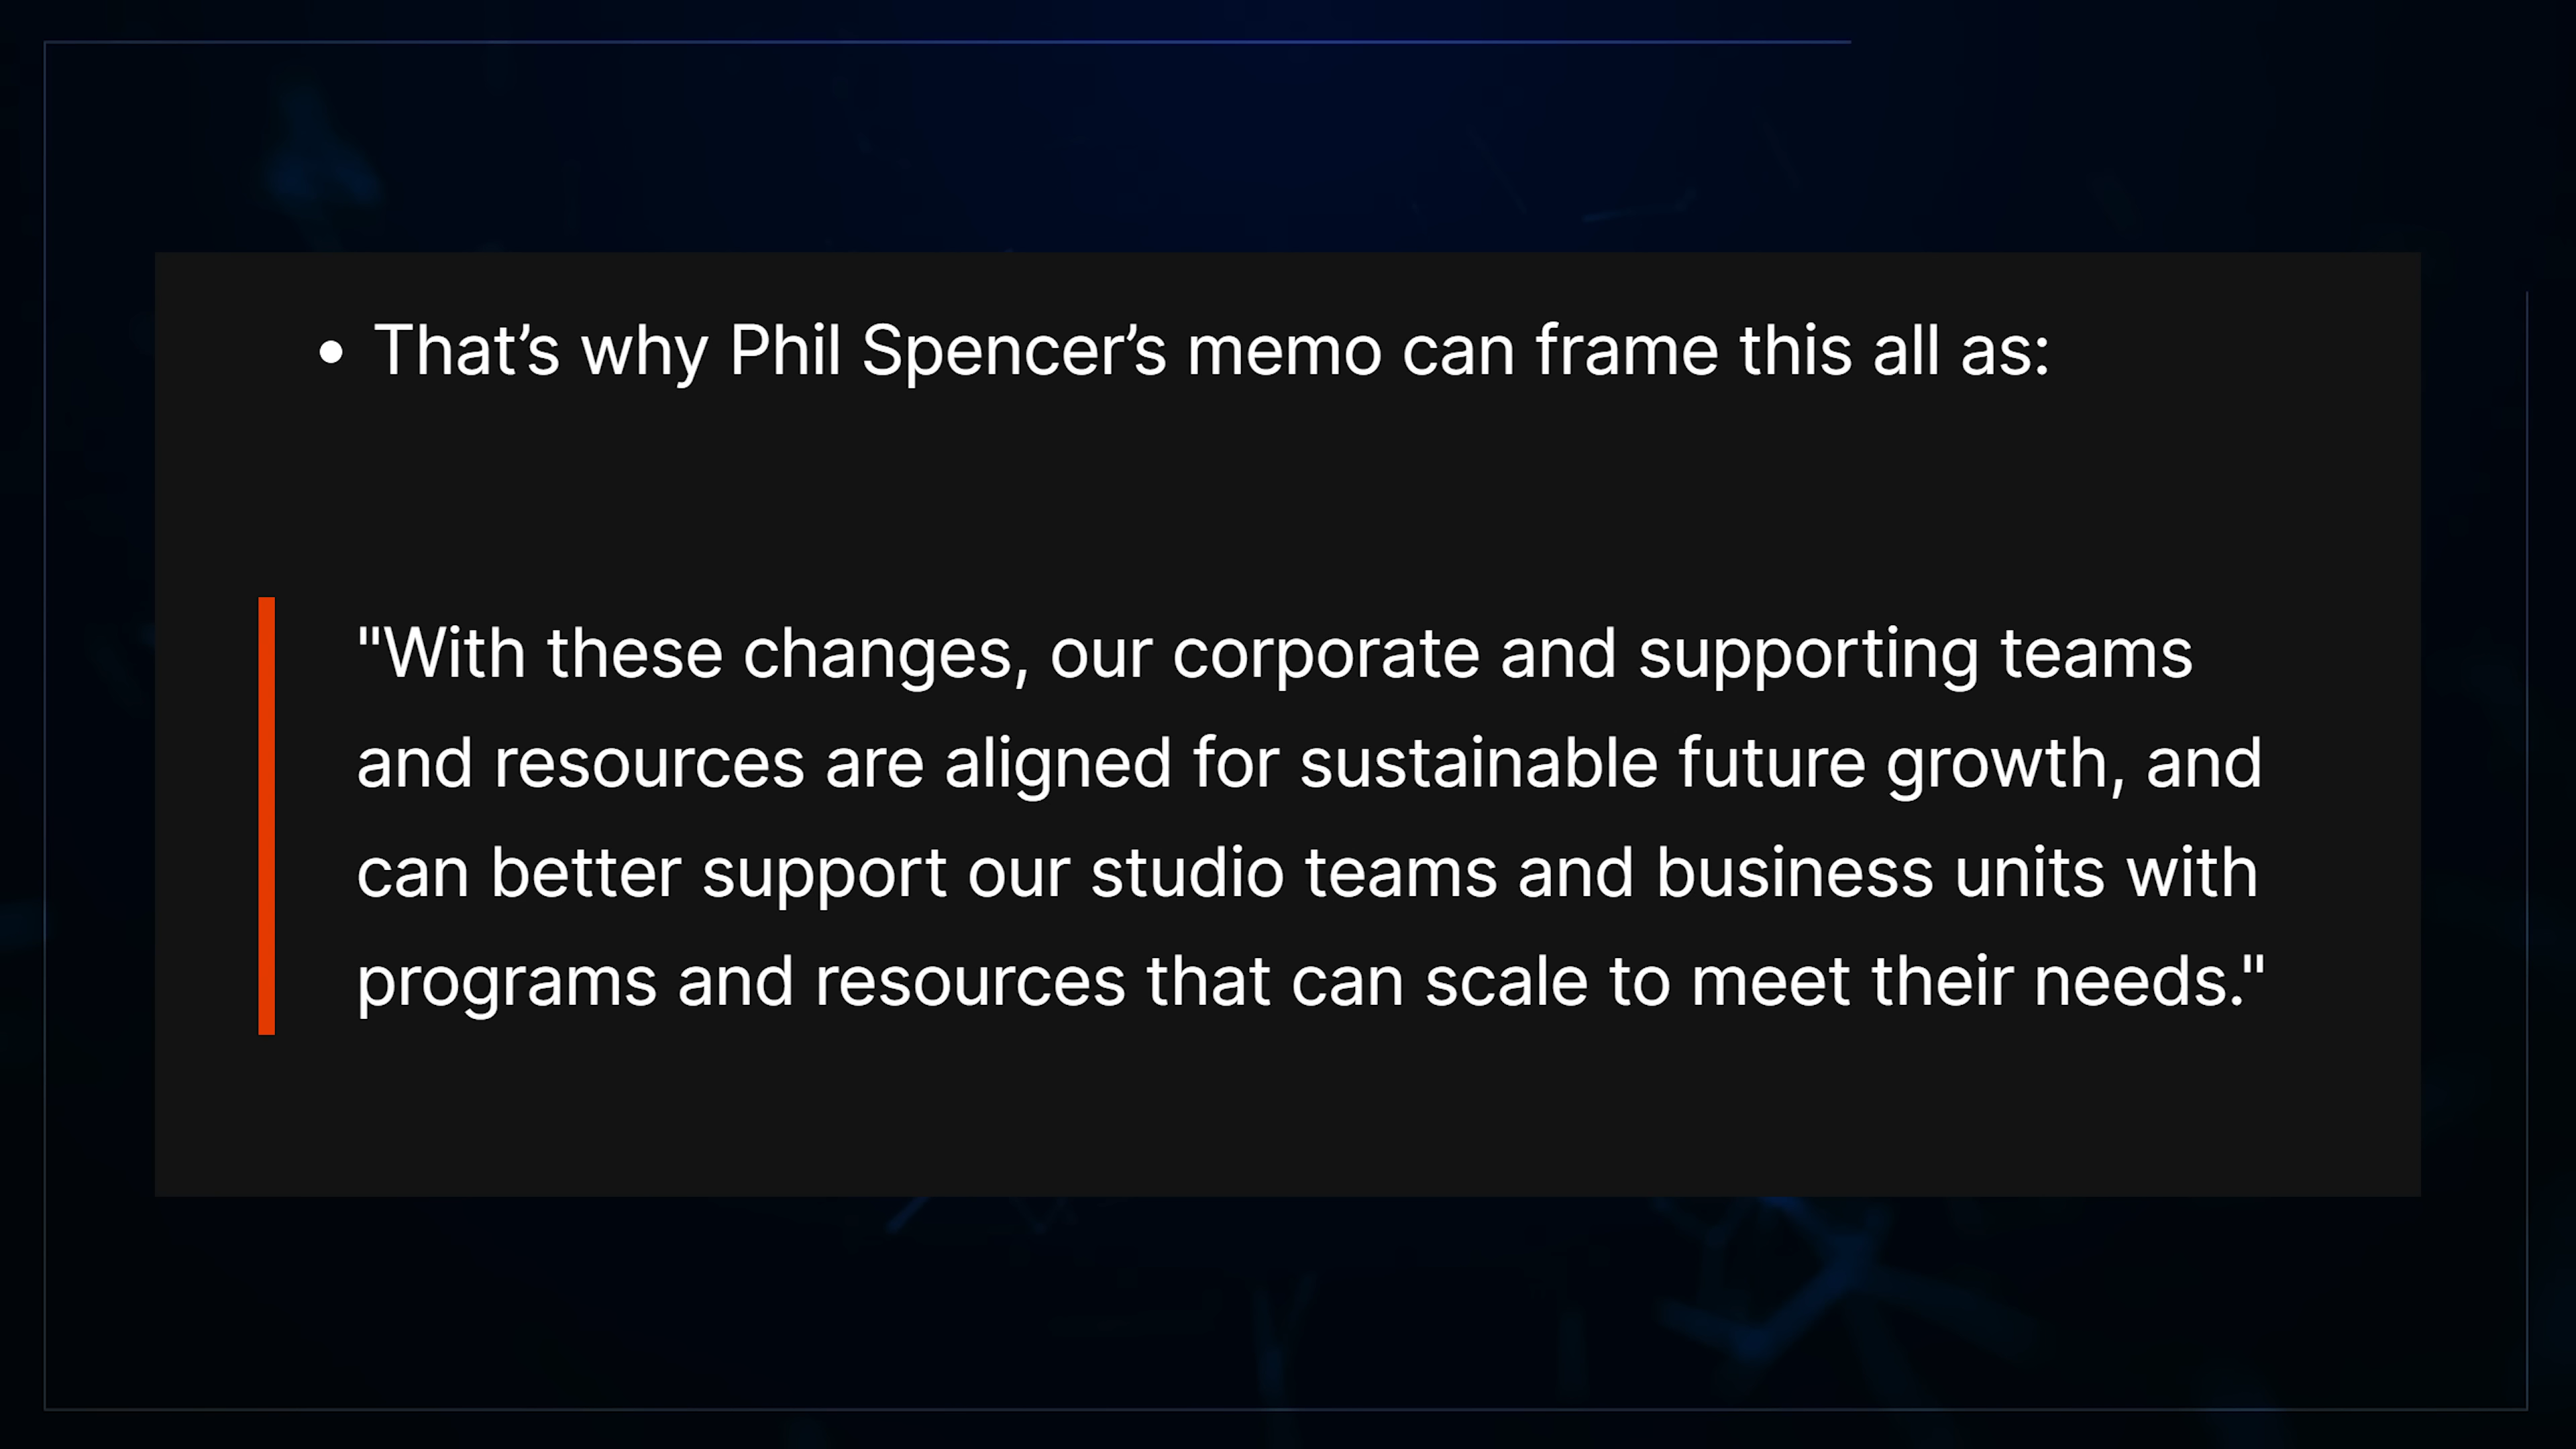 • That’s why Phil Spencer’s memo can frame this all as:
"With these changes, our corporate and supporting teams
and resources are aligned for sustainable future growth, and
can better support our studio teams and business units with
programs and resources that can scale to meet their needs."